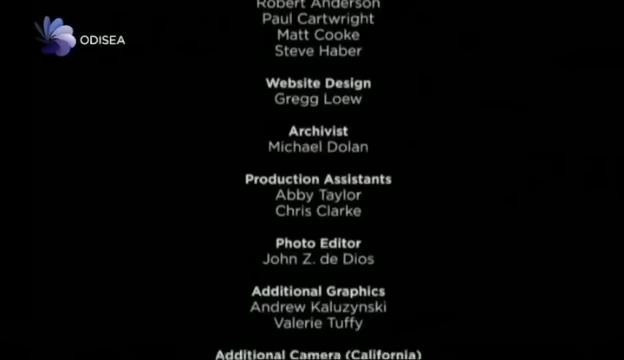 Robert Anderson
Paul Cartwright
Matt Cooke
Steve Haber
ODISEA
Website Design
Gregg Loew
Archivist
Michael Dolan
Production Assistants
Abby Taylor
Chris Clarke
Photo Editor
John Z. de Dios
Additional Graphics
Andrew Kaluzynski
Valerie Tuffy
Additional Camera (California)